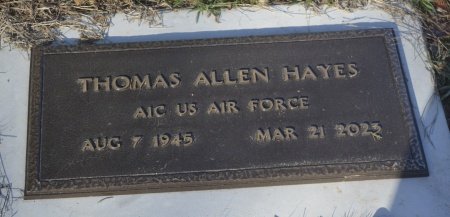 THOMAS ALLEN HAYES
A1C US AIR FORCE
AUG 7 1945 MAR 21 2023